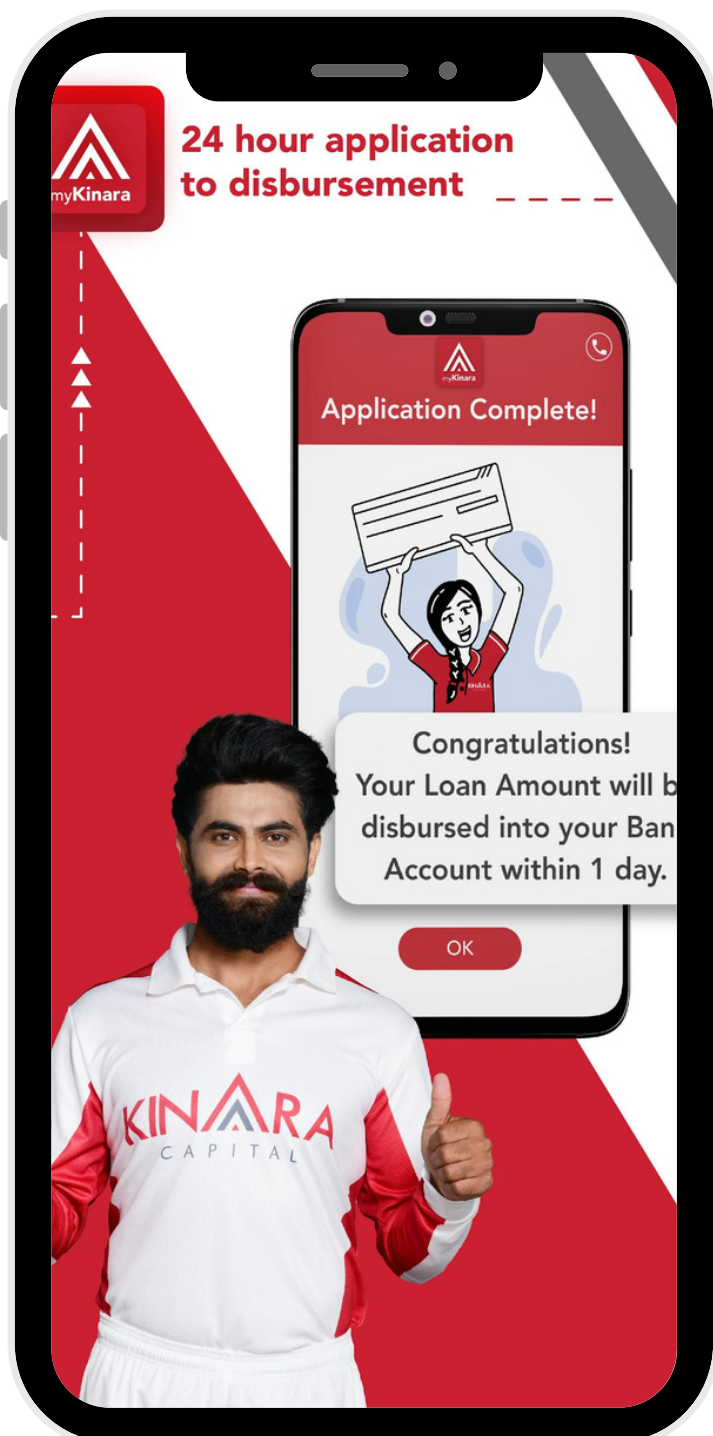 myKinara
24 hour application
to disbursement
myKinara
Application Complete!
KINARA
Congratulations!
Your Loan Amount will b
disbursed into your Ban
Account within 1 day.
OK
KINARA
CAPITAL